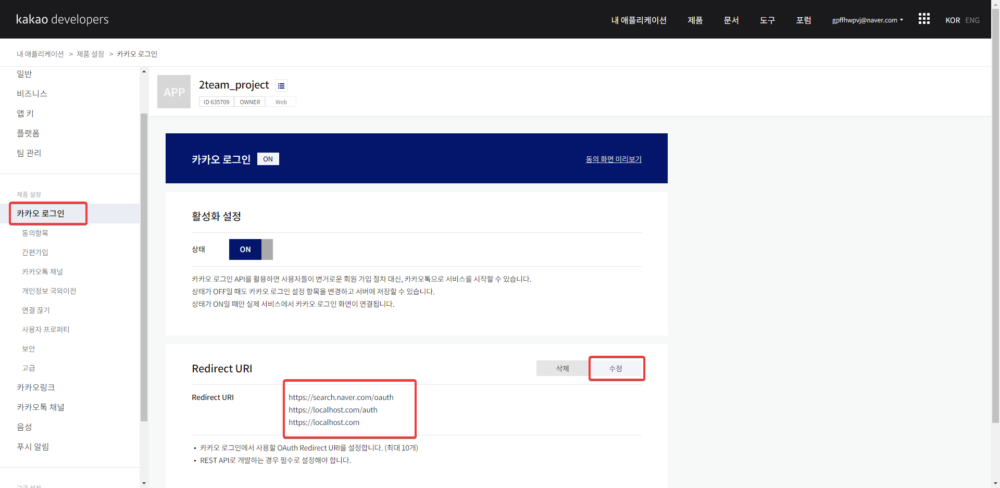 kakao developers
내 애플리케이션 제품 문서 도구 포럼 gpffhwpvj@naver.com KOR ENG
내 애플리케이션 > 제품 설정 > 카카오 로그인
일반
비즈니스
앱 키
플랫폼
팀 관리
제품 설정
카카오 로그인
동의항목
간편가입
카카오톡 채널
개인정보 국외이전
연결 끊기
사용자 프로퍼티
보안
고급
카카오링크
카카오톡 채널
음성
푸시 알림
APP
2team_project
ID 635709 OWNER Web
카카오 로그인 ON
동의 화면 미리보기
활성화 설정
상태 ON
카카오 로그인 API를 활용하면 사용자들이 번거로운 회원 가입 절차 대신, 카카오톡으로 서비스를 시작할 수 있습니다.
상태가 OFF일 때도 카카오 로그인 설정 항목을 변경하고 서버에 저장할 수 있습니다.
상태가 ON일 때만 실제 서비스에서 카카오 로그인 화면이 연결됩니다.
Redirect URI
삭제 수정
Redirect URI
https://search.naver.com/oauth
https://localhost.com/auth
https://localhost.com
• 카카오 로그인에서 사용할 OAuth Redirect URI를 설정합니다. (최대 10개)
• REST API로 개발하는 경우 필수로 설정해야 합니다.